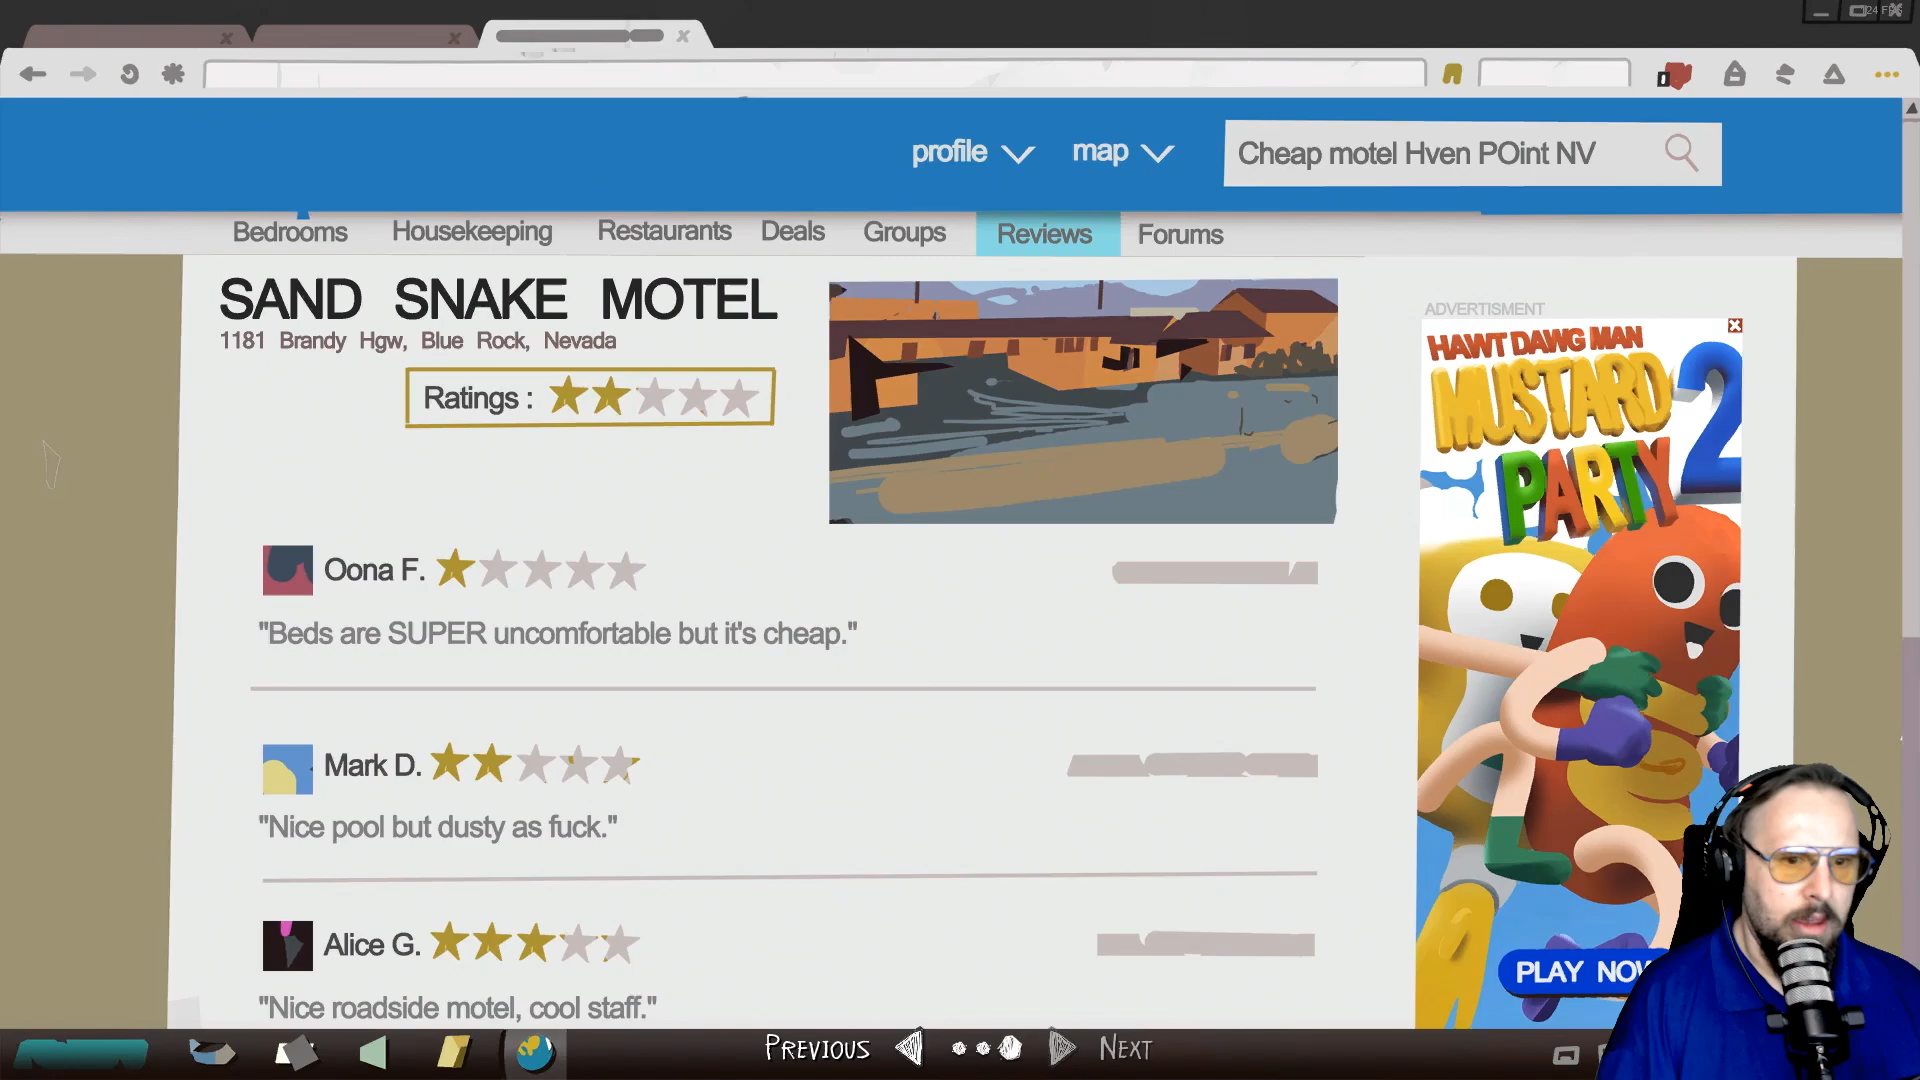 24 FPS
profile
map
Cheap motel Hven POint NV
Bedrooms
Housekeeping
Restaurants
Deals
Groups
Reviews
Forums
SAND SNAKE MOTEL
1181 Brandy Hgw, Blue Rock, Nevada
Ratings :
ADVERTISMENT
HAWT DAWG MAN
MUSTARD
PARTY
2
Oona F.
"Beds are SUPER uncomfortable but it's cheap."
Mark D.
"Nice pool but dusty as fuck."
Alice G.
"Nice roadside motel, cool staff."
PLAY NOW
PREVIOUS
NEXT